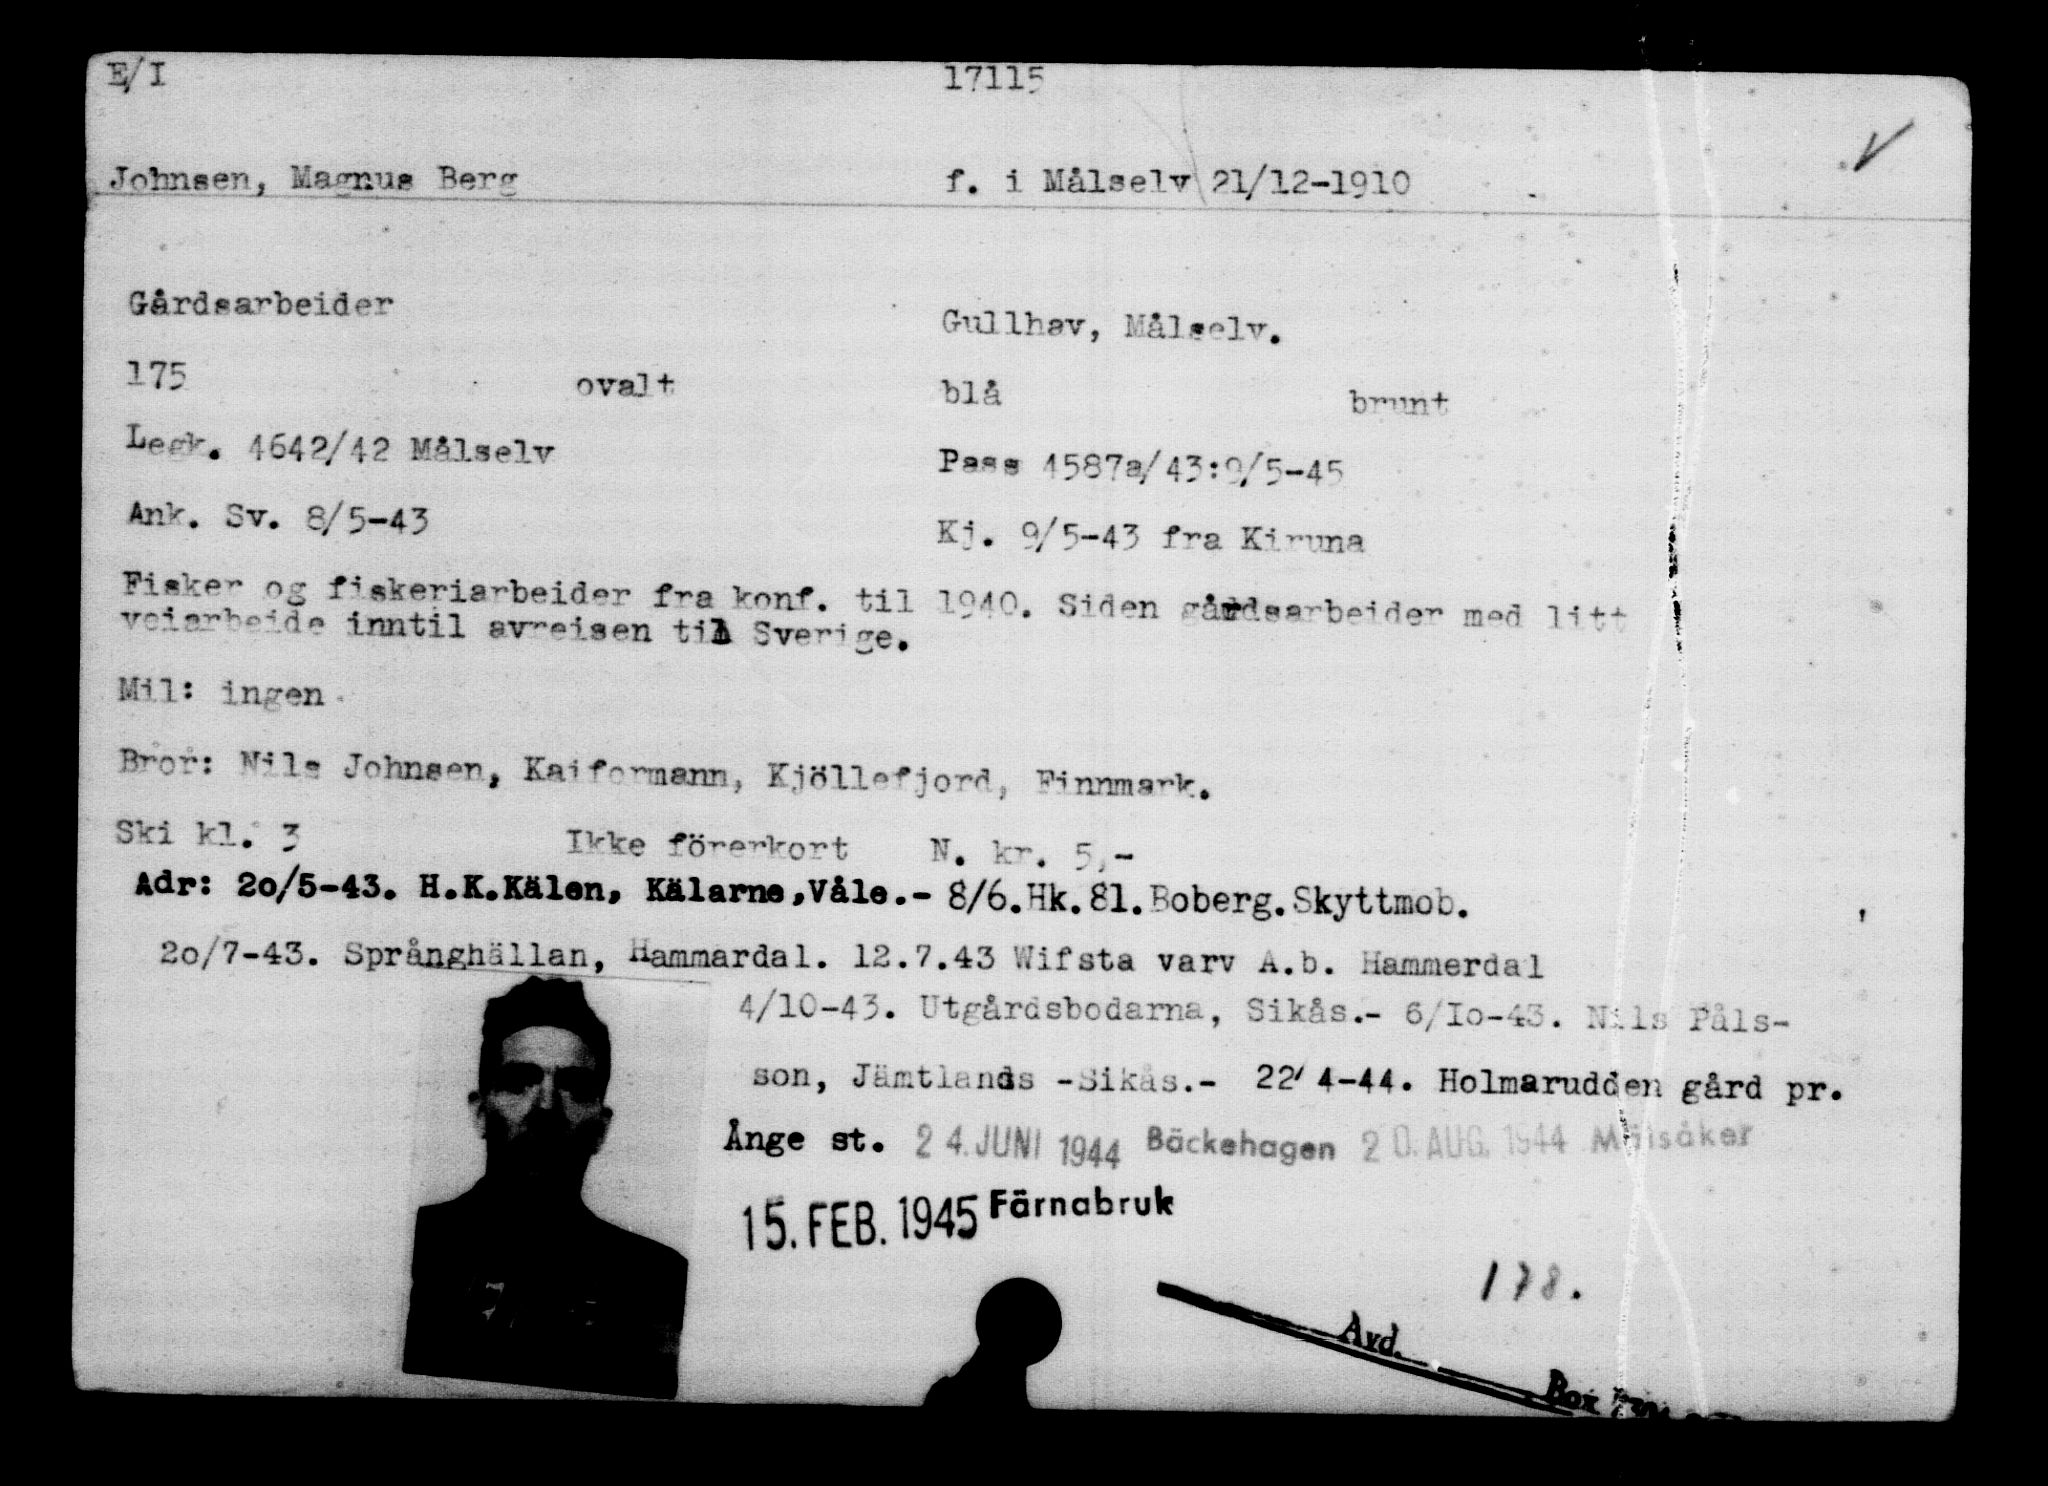 E/I 17115
Johnsen, Magnus Berg f. i Målselv 21/12-1910
Gårdsarbeider Gullhav, Målselv.
175 ovalt blå brunt
Legk. 4642/42 Målselv Pass 4587a/43:9/5-45
Ank. Sv. 8/5-43 Kj. 9/5-43 fra Kiruna
Fisker og fiskeriarbeider fra konf. til 1940. Siden gårdsarbeider med litt
veiarbeide inntil avreisen til Sverige.
Mil: ingen
Bror: Nils Johnsen, Kaiformann, Kjöllefjord, Finnmark.
Ski kl. 3 Ikke förerkort N. kr. 5,-
Adr: 2o/5-43. H.K.Kälen, Kälarne,Våle.- 8/6.Hk.81.Boberg.Skyttmob.
2o/7-43. Språnghällan, Hammardal. 12.7.43 Wifsta varv A.b. Hammerdal
4/10-43. Utgårdsbodarna, Sikås.- 6/Io-43. Nils Påls-
son, Jämtlands -Sikås.- 22/4-44. Holmarudden gård pr.
Ånge st. 24. JUNI 1944 Bäckehagen 20. AUG. 1944 Målsåker
15. FEB. 1945 Färnabruk
178.
Avd.
Box